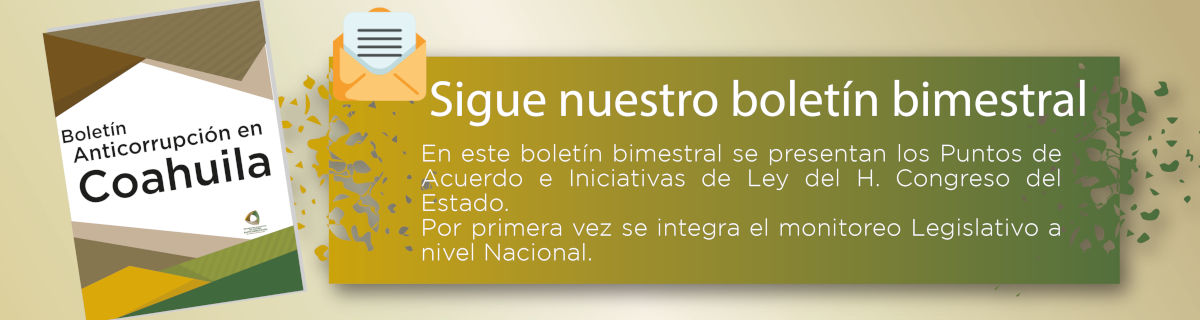 Boletín
Anticorrupción en
Coahuila
Sigue nuestro boletín bimestral
En este boletín bimestral se presentan los Puntos de
Acuerdo e Iniciativas de Ley del H. Congreso del
Estado.
Por primera vez se integra el monitoreo Legislativo a
nivel Nacional.